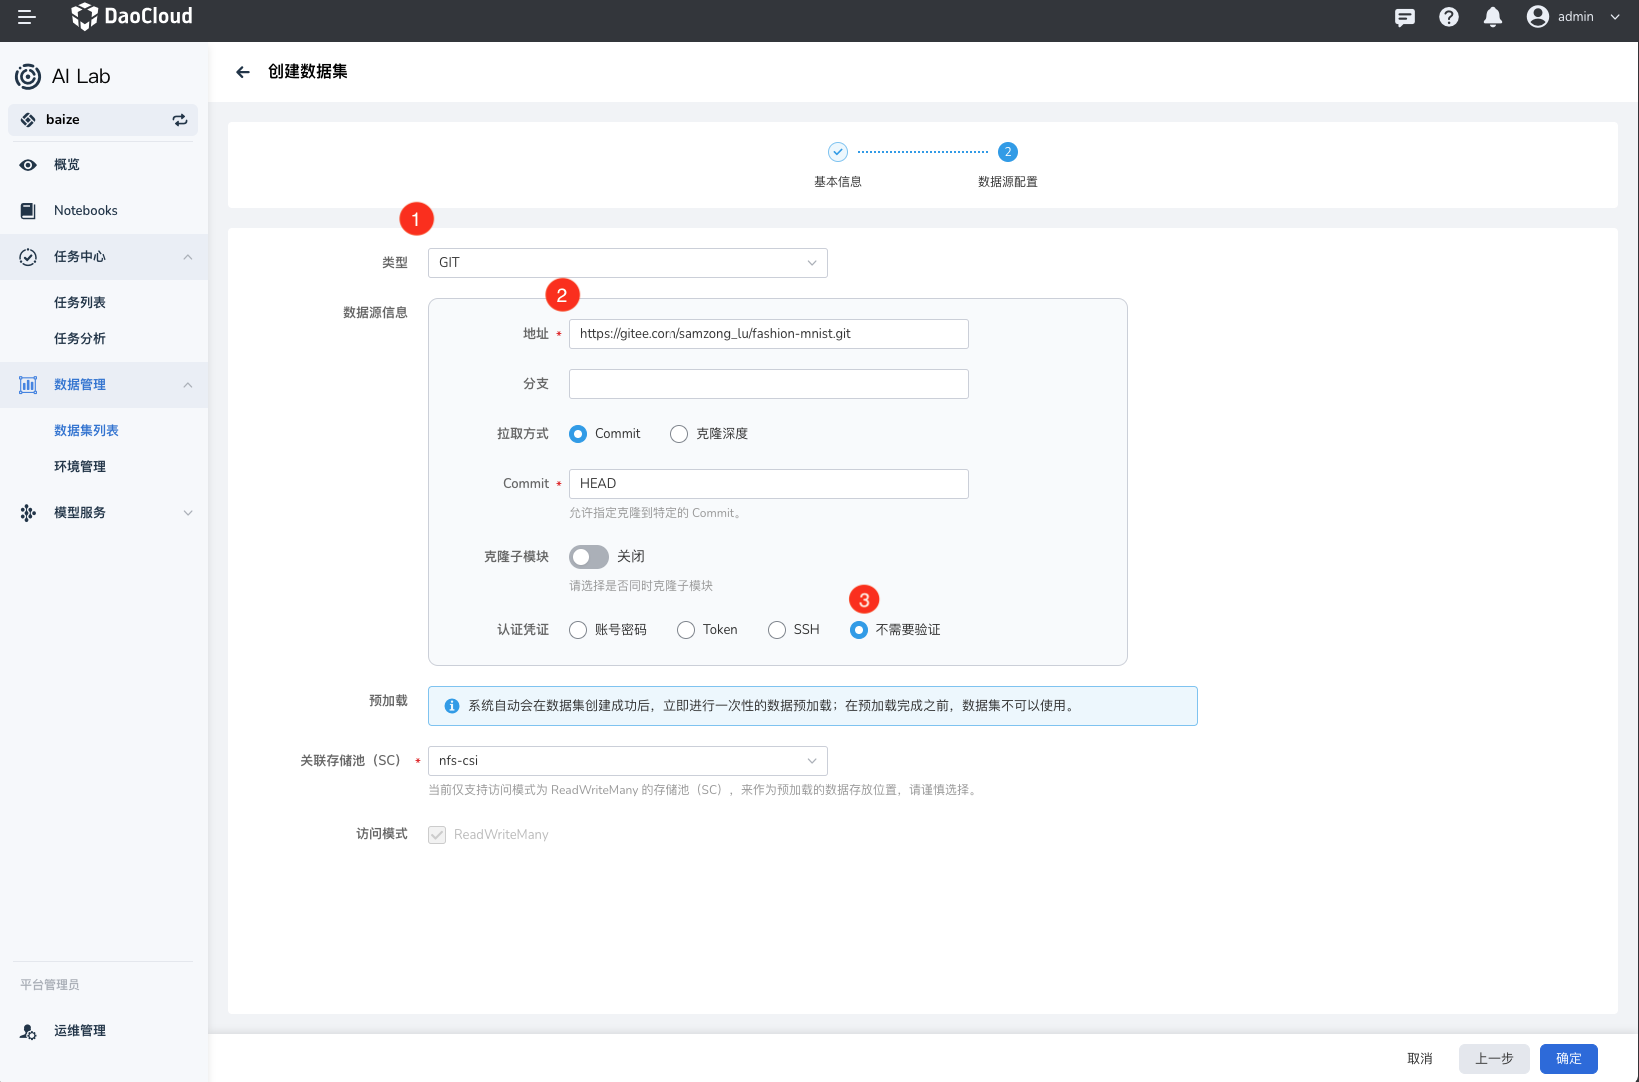 DaoCloud
admin
AI Lab
baize
概览
Notebooks
任务中心
任务列表
任务分析
数据管理
数据集列表
环境管理
模型服务
平台管理员
运维管理
创建数据集
2
基本信息
数据源配置
1
类型
GIT
2
数据源信息
地址 *
https://gitee.com/samzong_lu/fashion-mnist.git
分支
拉取方式
Commit
克隆深度
Commit *
HEAD
允许指定克隆到特定的 Commit。
克隆子模块
关闭
请选择是否同时克隆子模块
3
认证凭证
账号密码
Token
SSH
不需要验证
预加载
系统自动会在数据集创建成功后，立即进行一次性的数据预加载；在预加载完成之前，数据集不可以使用。
关联存储池（SC） *
nfs-csi
当前仅支持访问模式为 ReadWriteMany 的存储池（SC），来作为预加载的数据存放位置，请谨慎选择。
访问模式
ReadWriteMany
取消
上一步
确定